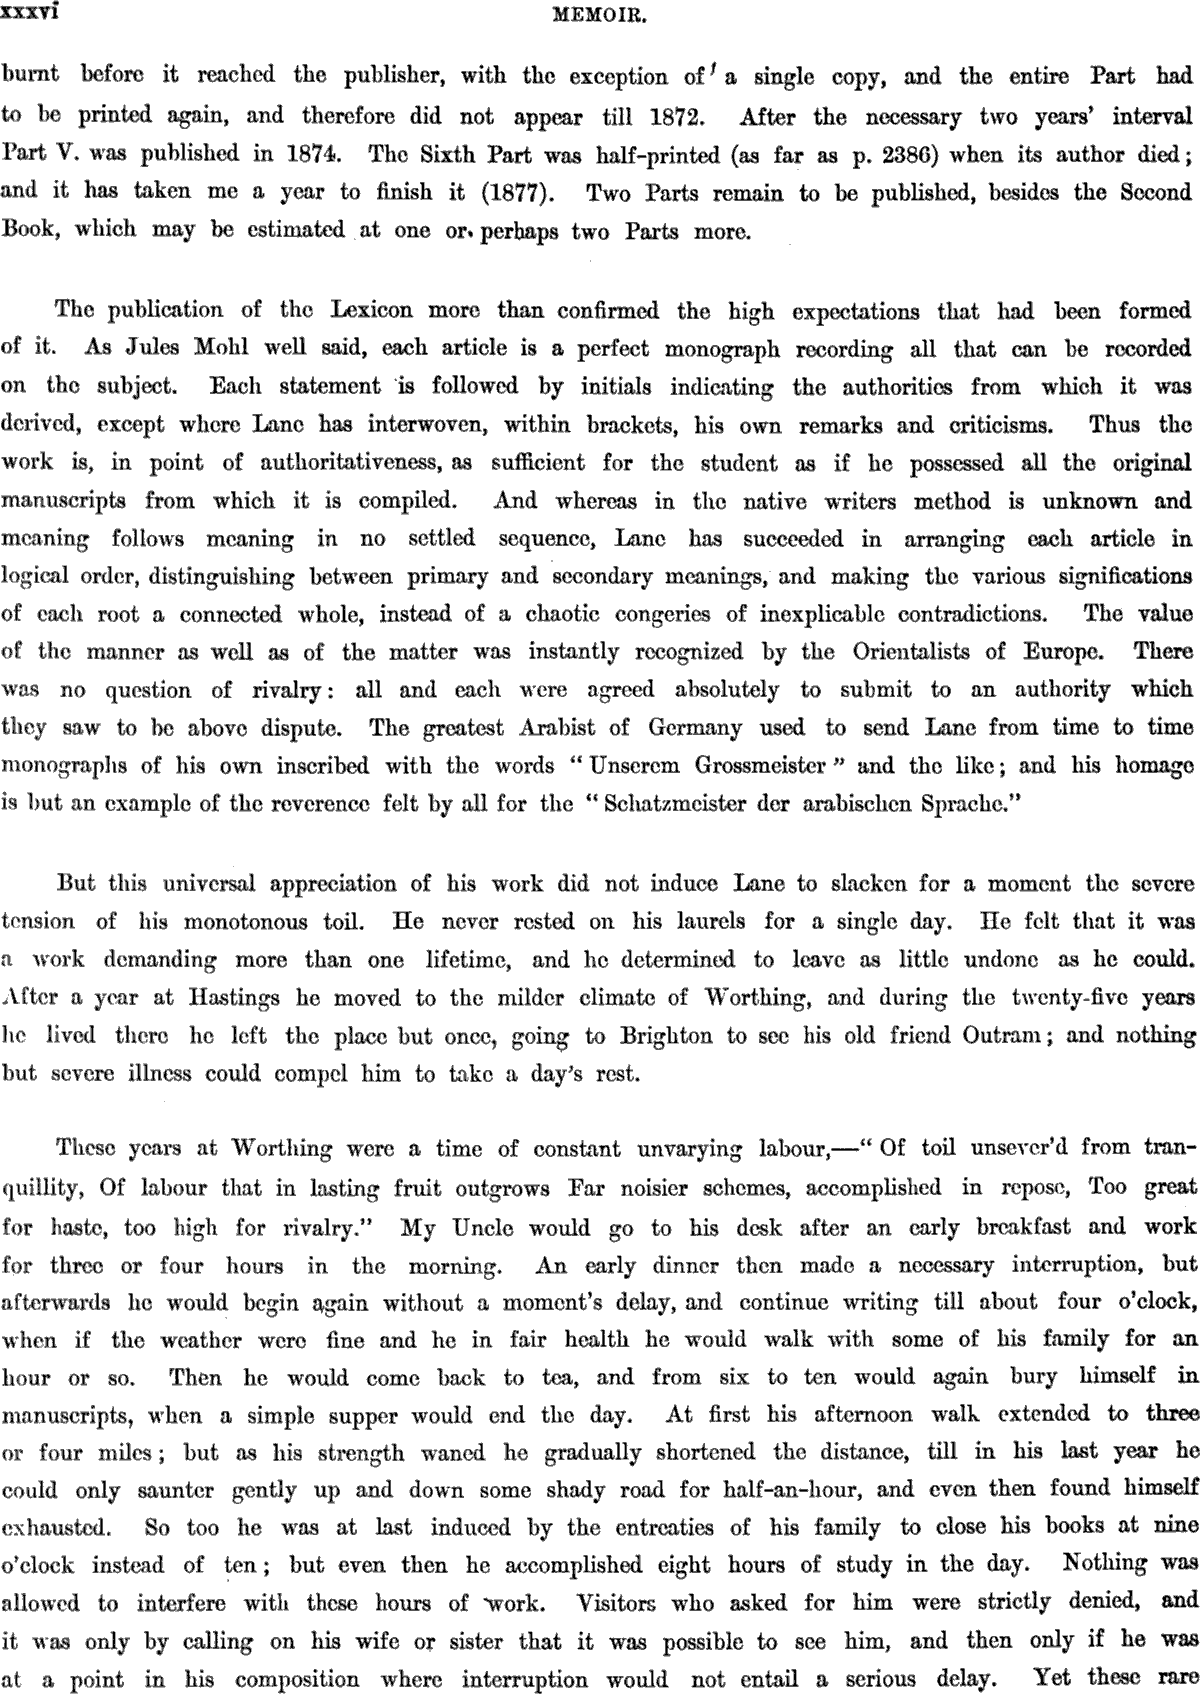 xxxvi MEMOIR.
burnt before it reached the publisher, with the exception of a single copy, and the entire Part had
to be printed again, and therefore did not appear till 1872. After the necessary two years' interval
Part V. was published in 1874. The Sixth Part was half-printed (as far as p. 2386) when its author died;
and it has taken me a year to finish it (1877). Two Parts remain to be published, besides the Second
Book, which may be estimated at one or perhaps two Parts more.
The publication of the Lexicon more than confirmed the high expectations that had been formed
of it. As Jules Mohl well said, each article is a perfect monograph recording all that can be recorded
on the subject. Each statement is followed by initials indicating the authorities from which it was
derived, except where Lane has interwoven, within brackets, his own remarks and criticisms. Thus the
work is, in point of authoritativeness, as sufficient for the student as if he possessed all the original
manuscripts from which it is compiled. And whereas in the native writers method is unknown and
meaning follows meaning in no settled sequence, Lane has succeeded in arranging each article in
logical order, distinguishing between primary and secondary meanings, and making the various significations
of each root a connected whole, instead of a chaotic congeries of inexplicable contradictions. The value
of the manner as well as of the matter was instantly recognized by the Orientalists of Europe. There
was no question of rivalry: all and each were agreed absolutely to submit to an authority which
they saw to be above dispute. The greatest Arabist of Germany used to send Lane from time to time
monographs of his own inscribed with the words "Unserem Grossmeister" and the like; and his homage
is but an example of the reverence felt by all for the "Schatzmeister der arabischen Sprache."
But this universal appreciation of his work did not induce Lane to slacken for a moment the severe
tension of his monotonous toil. He never rested on his laurels for a single day. He felt that it was
a work demanding more than one lifetime, and he determined to leave as little undone as he could.
After a year at Hastings he moved to the milder climate of Worthing, and during the twenty-five years
he lived there he left the place but once, going to Brighton to see his old friend Outram; and nothing
but severe illness could compel him to take a day's rest.
These years at Worthing were a time of constant unvarying labour,—"Of toil unsever'd from tran-
quillity, Of labour that in lasting fruit outgrows Far noisier schemes, accomplished in repose, Too great
for haste, too high for rivalry." My Uncle would go to his desk after an early breakfast and work
for three or four hours in the morning. An early dinner then made a necessary interruption, but
afterwards he would begin again without a moment's delay, and continue writing till about four o'clock,
when if the weather were fine and he in fair health he would walk with some of his family for an
hour or so. Then he would come back to tea, and from six to ten would again bury himself in
manuscripts, when a simple supper would end the day. At first his afternoon walk extended to three
or four miles; but as his strength waned he gradually shortened the distance, till in his last year he
could only saunter gently up and down some shady road for half-an-hour, and even then found himself
exhausted. So too he was at last induced by the entreaties of his family to close his books at nine
o'clock instead of ten; but even then he accomplished eight hours of study in the day. Nothing was
allowed to interfere with these hours of work. Visitors who asked for him were strictly denied, and
it was only by calling on his wife or sister that it was possible to see him, and then only if he was
at a point in his composition where interruption would not entail a serious delay. Yet these rare